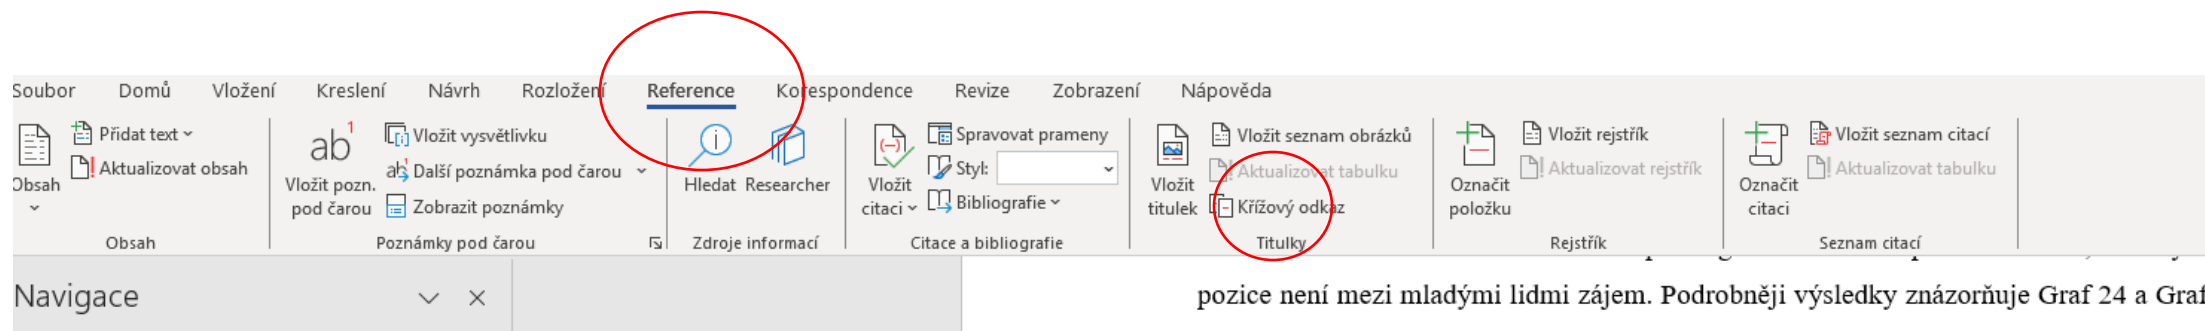 Soubor Domů Vložení Kreslení Návrh Rozložení Reference Korespondence Revize Zobrazení Nápověda
Obsah
Přidat text
Aktualizovat obsah
Obsah
ab1
Vložit pozn.
pod čarou
Vložit vysvětlivku
Další poznámka pod čarou
Zobrazit poznámky
Poznámky pod čarou
Hledat
Researcher
Zdroje informací
Vložit
citaci
Spravovat prameny
Styl:
Bibliografie
Citace a bibliografie
Vložit
titulek
Vložit seznam obrázků
Aktualizovat tabulku
Křížový odkaz
Titulky
Označit
položku
Vložit rejstřík
Aktualizovat rejstřík
Rejstřík
Označit
citaci
Vložit seznam citací
Aktualizovat tabulku
Seznam citací
Navigace
pozice není mezi mladými lidmi zájem. Podrobněji výsledky znázorňuje Graf 24 a Graf